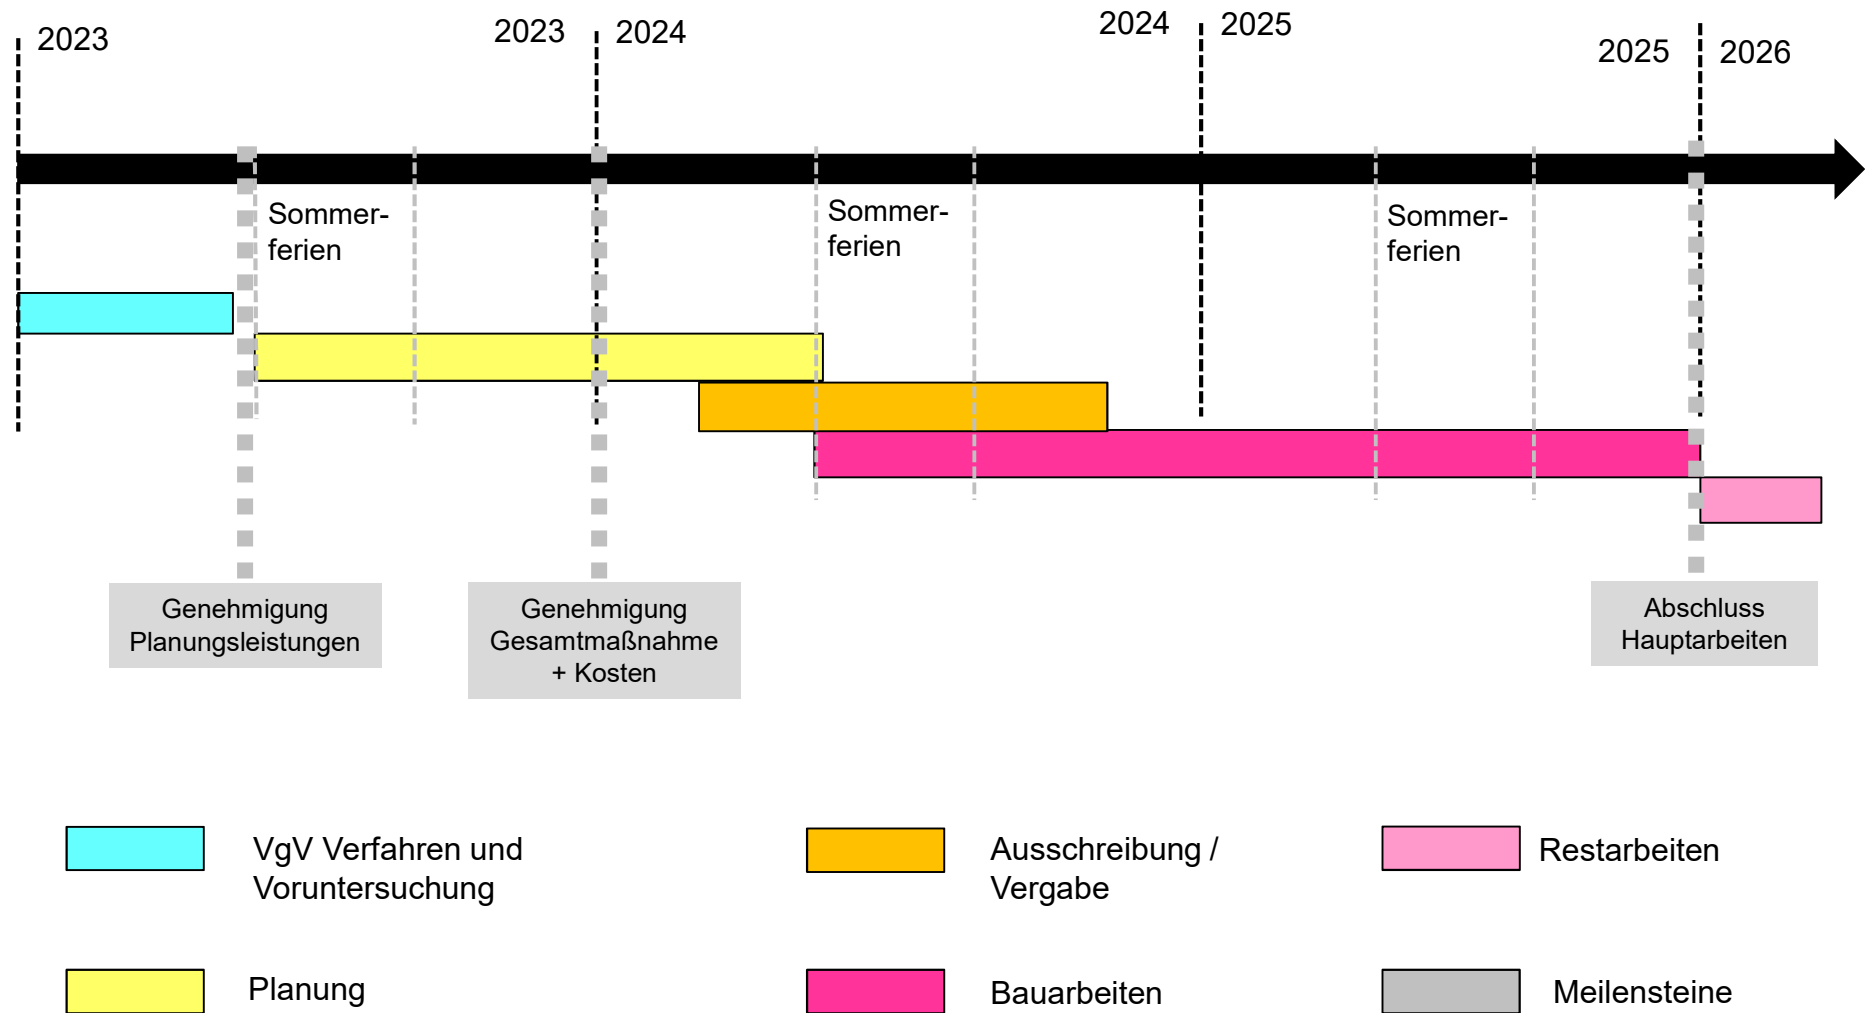 2023
2023
2024
2024
2025
2025
2026
Sommer-
ferien
Sommer-
ferien
Sommer-
ferien
Genehmigung
Planungsleistungen
Genehmigung
Gesamtmaßnahme
+ Kosten
Abschluss
Hauptarbeiten
VgV Verfahren und
Voruntersuchung
Ausschreibung /
Vergabe
Restarbeiten
Planung
Bauarbeiten
Meilensteine